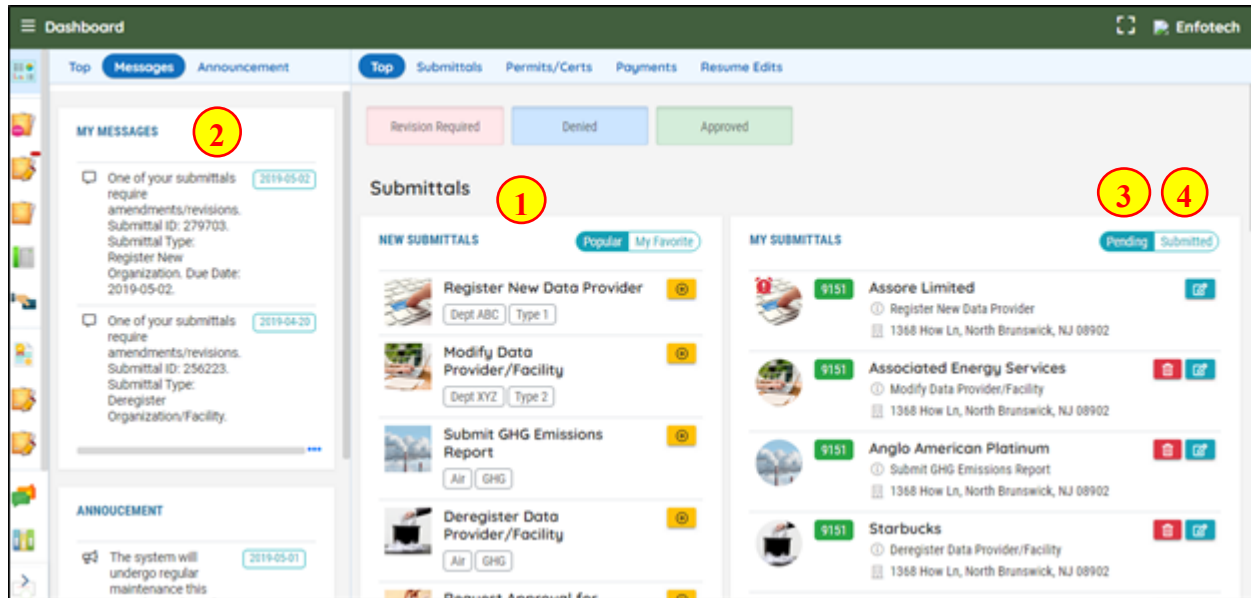 Dashboard
Enfotech
Top Messages Announcement
Top Submittals Permits/Certs Payments Resume Edits
MY MESSAGES
2
One of your submittals
require
amendments/revisions.
Submittal ID: 279703.
Submittal Type:
Register New
Organization. Due Date:
2019-05-02.
2019-05-02
One of your submittals
require
amendments/revisions.
Submittal ID: 256223.
Submittal Type:
Deregister
Organization/Facility.
2019-04-20
ANNOUCEMENT
The system will
undergo regular
maintenance this
2019-05-01
Revision Required
Denied
Approved
Submittals
1
NEW SUBMITTALS
Popular My Favorite
Register New Data Provider
Dept ABC Type 1
Modify Data
Provider/Facility
Dept XYZ Type 2
Submit GHG Emissions
Report
Air GHG
Deregister Data
Provider/Facility
Air GHG
Request Approval for
3
4
MY SUBMITTALS
Pending Submitted
9151 Assore Limited
Register New Data Provider
1368 How Ln, North Brunswick, NJ 08902
9151 Associated Energy Services
Modify Data Provider/Facility
1368 How Ln, North Brunswick, NJ 08902
9151 Anglo American Platinum
Submit GHG Emissions Report
1368 How Ln, North Brunswick, NJ 08902
9151 Starbucks
Deregister Data Provider/Facility
1368 How Ln, North Brunswick, NJ 08902